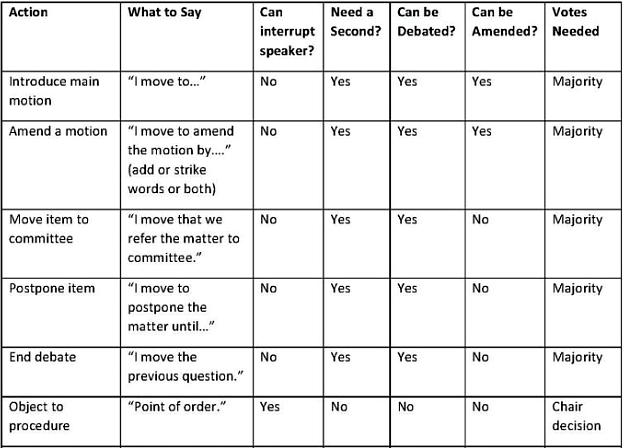 Action What to Say Can interrupt speaker? Need a Second? Can be Debated? Can be Amended? Votes Needed
Introduce main motion “I move to…” No Yes Yes Yes Majority
Amend a motion “I move to amend the motion by….” (add or strike words or both) No Yes Yes Yes Majority
Move item to committee “I move that we refer the matter to committee.” No Yes Yes No Majority
Postpone item “I move to postpone the matter until…” No Yes Yes No Majority
End debate “I move the previous question.” No Yes Yes No Majority
Object to procedure “Point of order.” Yes No No No Chair decision